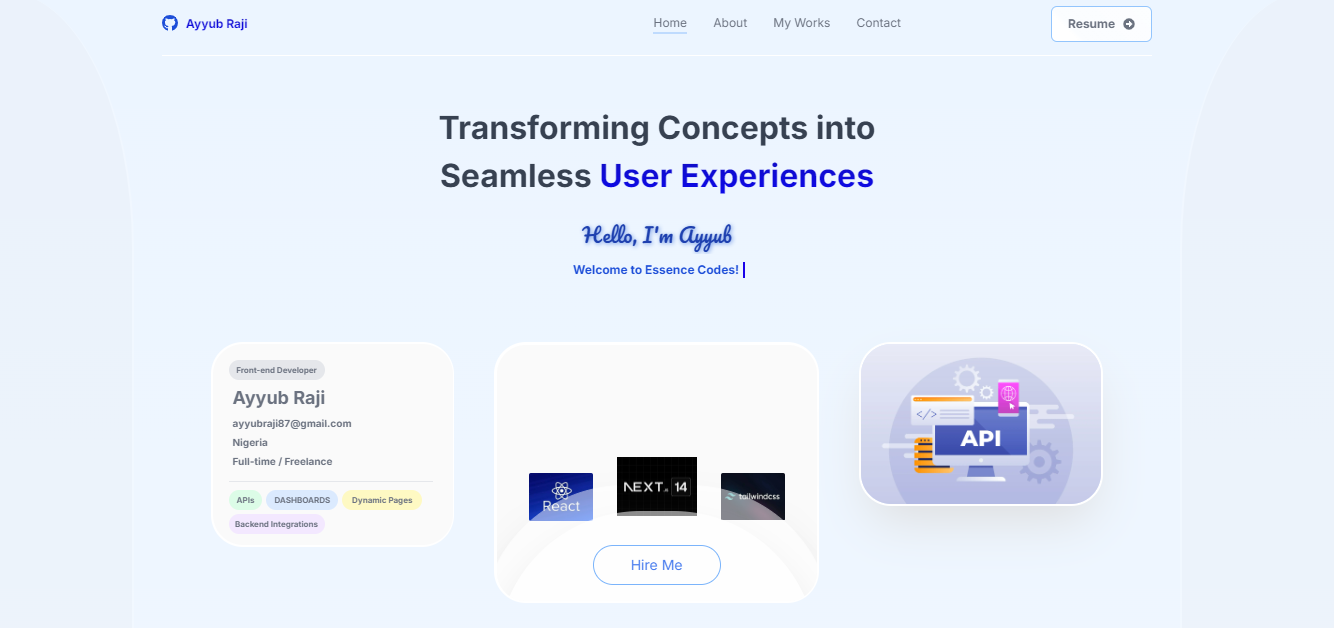 Ayyub Raji
Home
About
My Works
Contact
Resume
Transforming Concepts into
Seamless User Experiences
Hello, I'm Ayyub
Welcome to Essence Codes!
Front-end Developer
Ayyub Raji
ayyubraji87@gmail.com
Nigeria
Full-time / Freelance
APIs
DASHBOARDS
Dynamic Pages
Backend Integrations
React
NEXT.JS 14
tailwindcss
Hire Me
</>
API